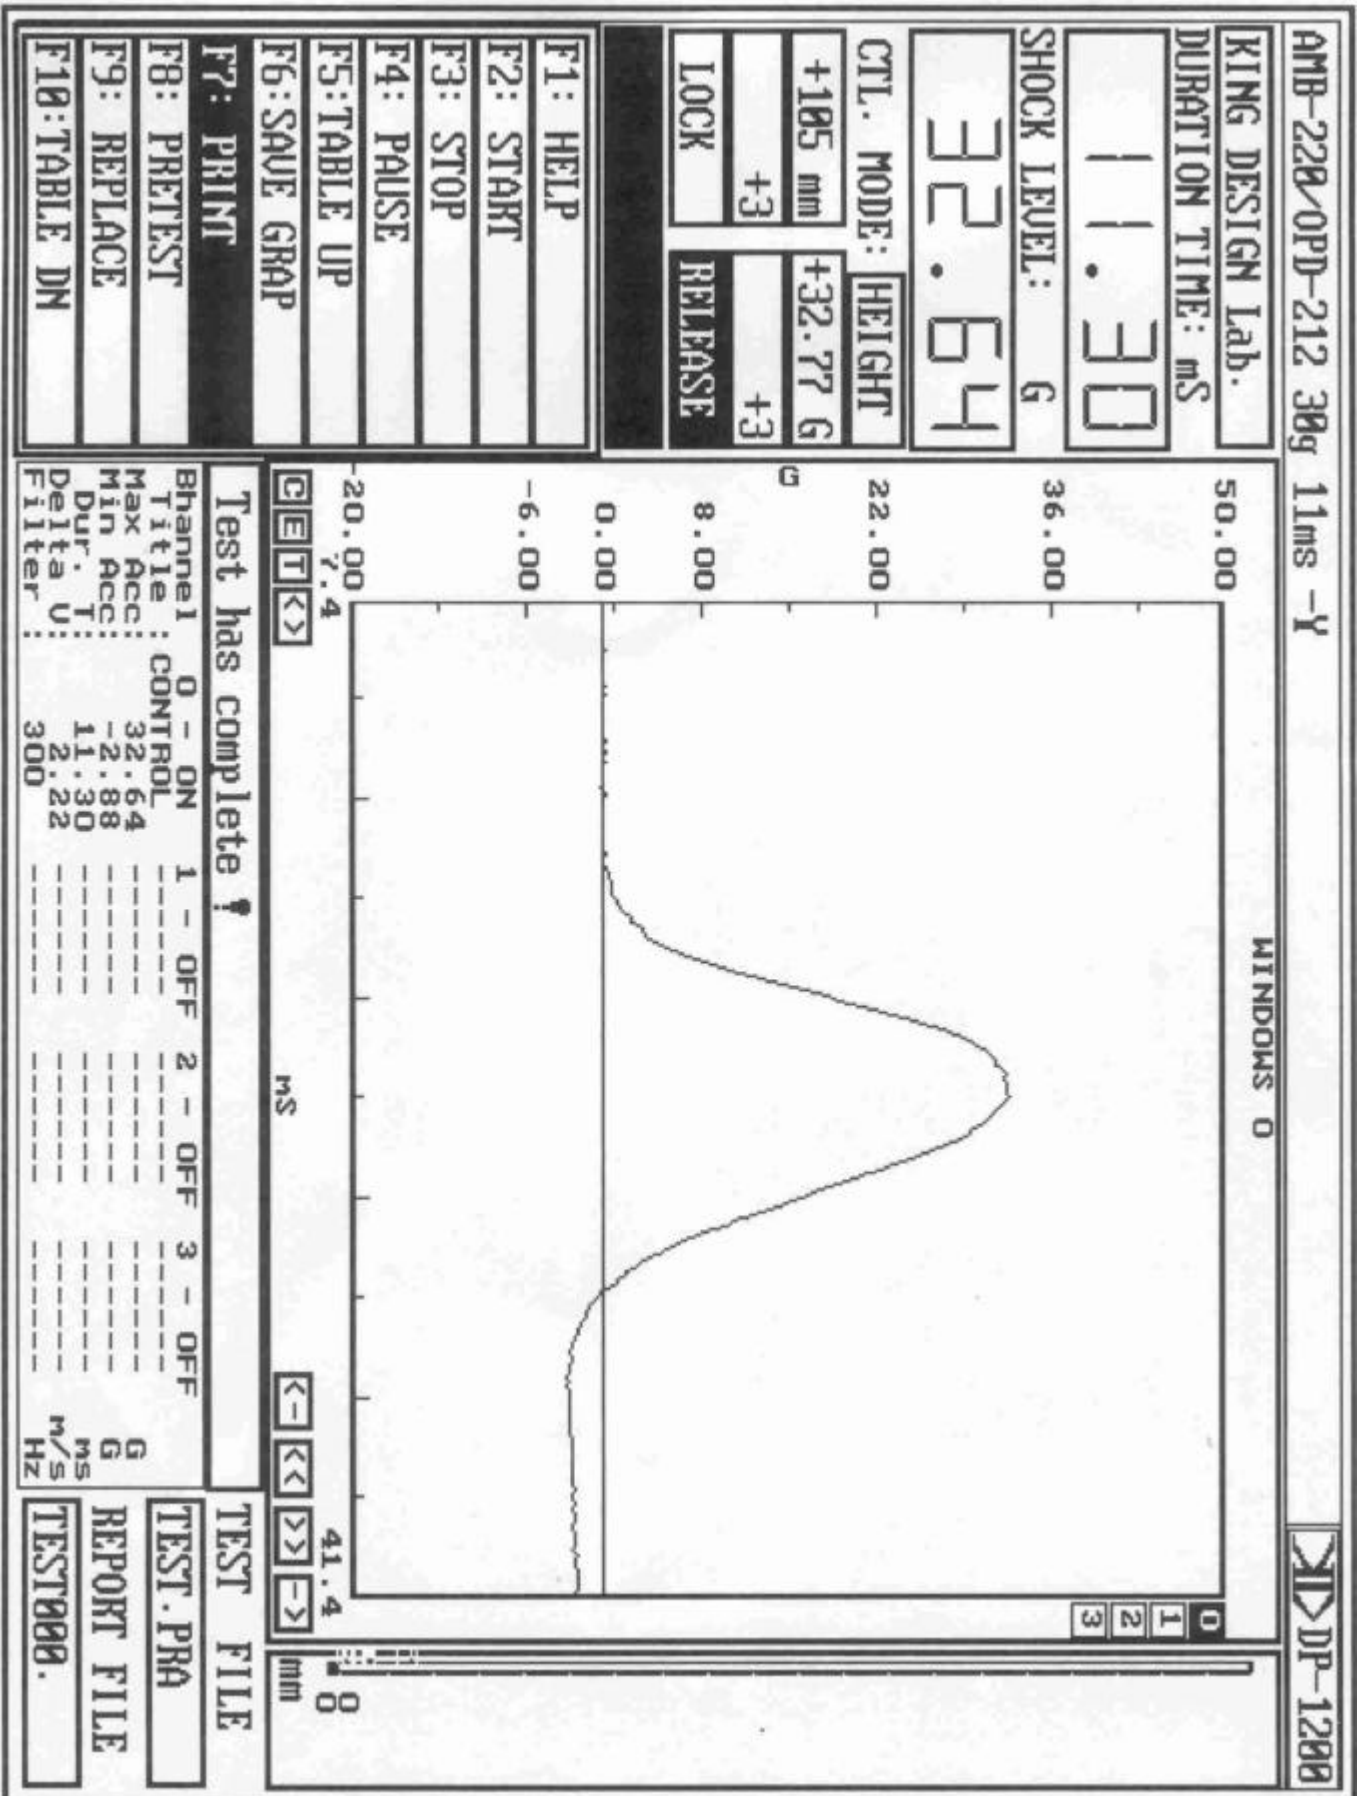 AMB-220/OPD-212 30g 11ms -Y
DP-1200
KING DESIGN Lab.
DURATION TIME: mS
11.30
SHOCK LEVEL: G
32.64
CTL. MODE: HEIGHT
+105 mm +32.77 G
+3 +3
LOCK RELEASE
F1: HELP
F2: START
F3: STOP
F4: PAUSE
F5:TABLE UP
F6:SAVE GRAP
F7: PRINT
F8: PRETEST
F9: REPLACE
F10:TABLE DN
WINDOWS 0
50.00
36.00
22.00
G
8.00
0.00
-6.00
-20.00
7.4 41.4
mS
C E T <> <- << >> ->
0
1
2
3
0
0
mm
Test has complete !
Bhannel 0 - ON 1 - OFF 2 - OFF 3 - OFF
Title : CONTROL -------- -------- --------
Max Acc: 32.64 ------- ------- ------- G
Min Acc: -2.88 ------- ------- ------- G
Dur. T: 11.30 ------- ------- ------- ms
Delta V: 2.22 ------- ------- ------- m/s
Filter : 300 ------- ------- ------- Hz
TEST FILE
TEST.PRA
REPORT FILE
TEST000.